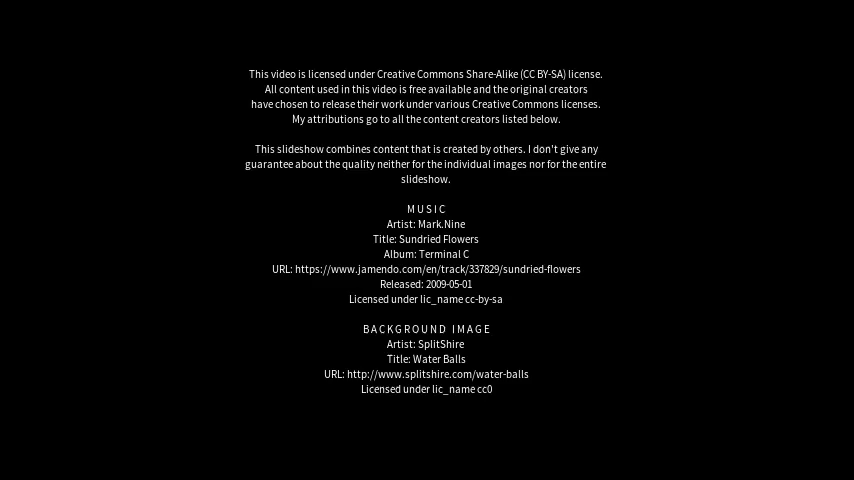 This video is licensed under Creative Commons Share-Alike (CC BY-SA) license.
All content used in this video is free available and the original creators
have chosen to release their work under various Creative Commons licenses.
My attributions go to all the content creators listed below.
This slideshow combines content that is created by others. I don't give any
guarantee about the quality neither for the individual images nor for the entire
slideshow.
MUSIC
Artist: Mark.Nine
Title: Sundried Flowers
Album: Terminal C
URL: https://www.jamendo.com/en/track/337829/sundried-flowers
Released: 2009-05-01
Licensed under lic_name cc-by-sa
BACKGROUND IMAGE
Artist: SplitShire
Title: Water Balls
URL: http://www.splitshire.com/water-balls
Licensed under lic_name cc0